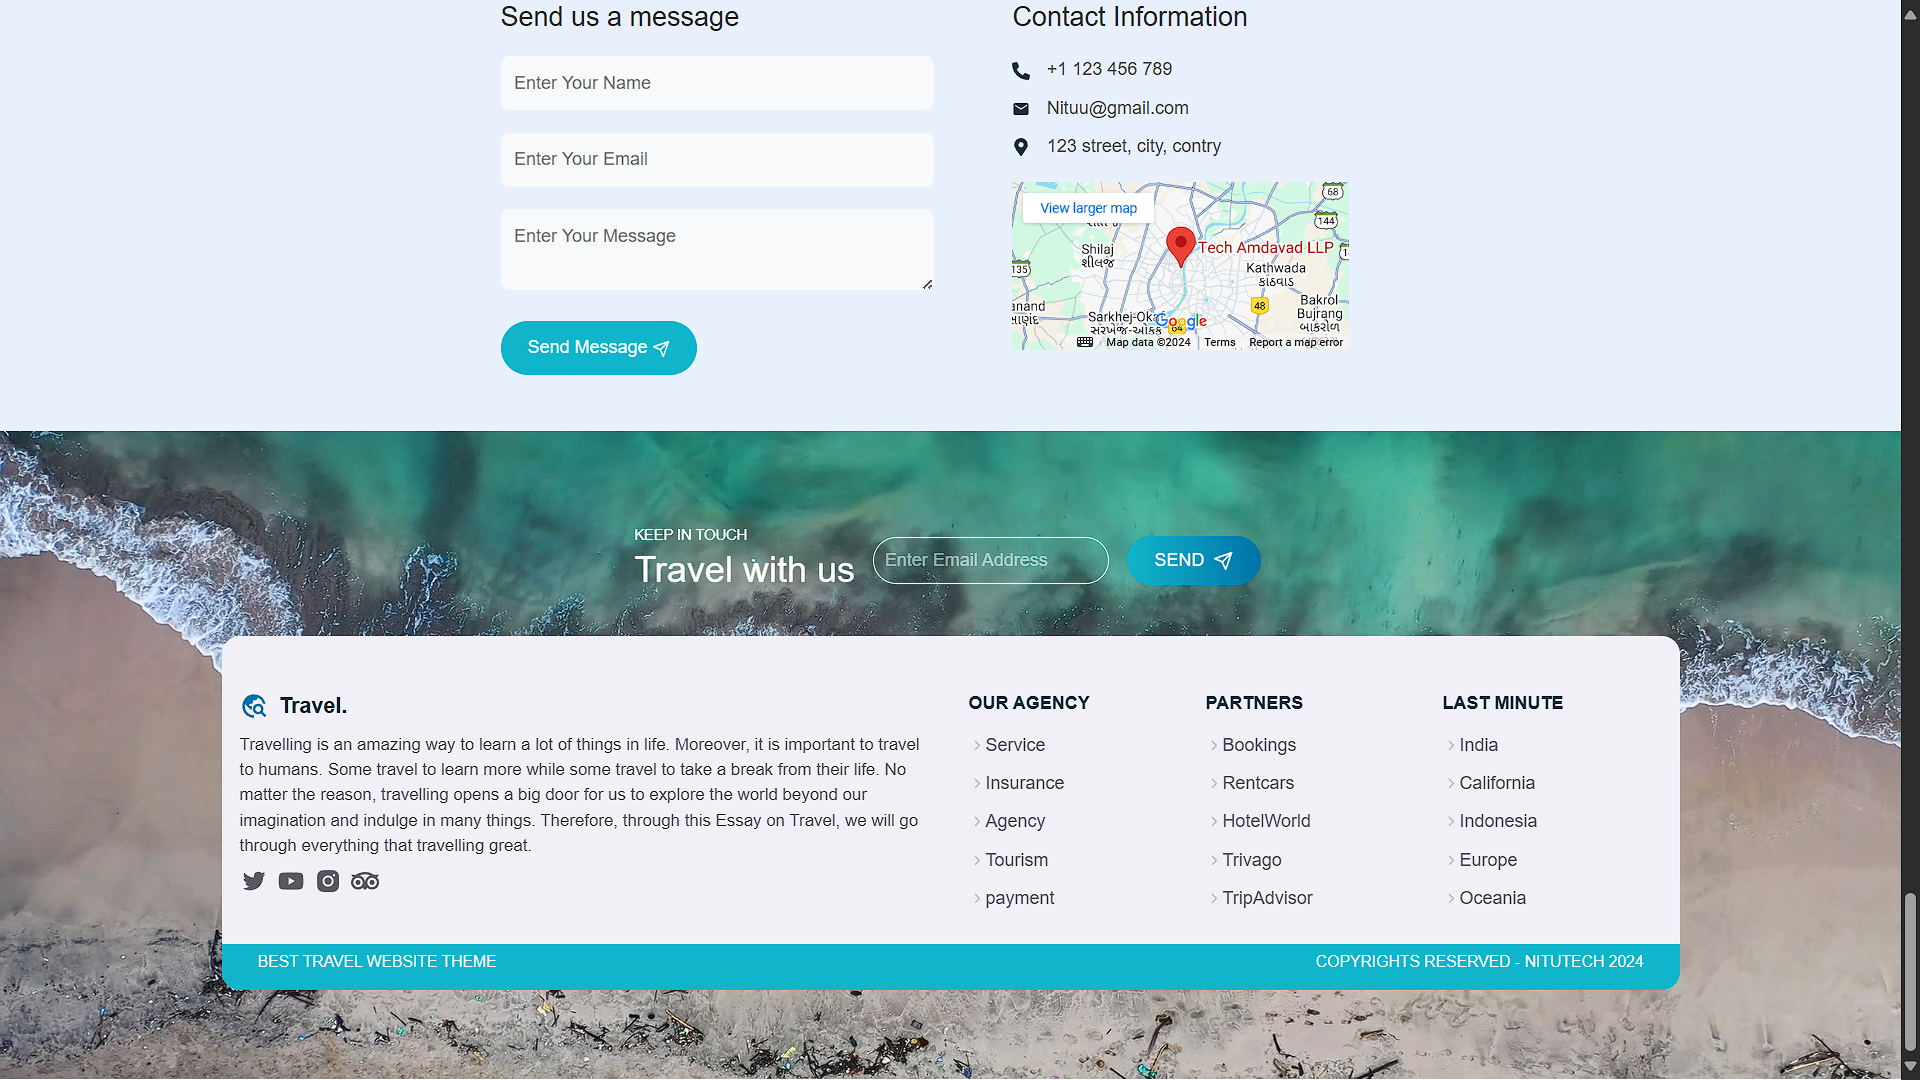 Send us a message
Enter Your Name
Enter Your Email
Enter Your Message
Send Message
Contact Information
+1 123 456 789
Nituu@gmail.com
123 street, city, contry
View larger map
68
144
135
Shilaj
શીલજ
Tech Amdavad LLP
Kathwada
કાંઠવાડ
48
Bakrol
Bujrang
બાકરોળ
Sarkhej-Oka
સરખેજ-ઓકફ
64
Google
Map data ©2024
Terms
Report a map error
KEEP IN TOUCH
Travel with us
Enter Email Address
SEND
Travel.
Travelling is an amazing way to learn a lot of things in life. Moreover, it is important to travel
to humans. Some travel to learn more while some travel to take a break from their life. No
matter the reason, travelling opens a big door for us to explore the world beyond our
imagination and indulge in many things. Therefore, through this Essay on Travel, we will go
through everything that travelling great.
OUR AGENCY
Service
Insurance
Agency
Tourism
payment
PARTNERS
Bookings
Rentcars
HotelWorld
Trivago
TripAdvisor
LAST MINUTE
India
California
Indonesia
Europe
Oceania
BEST TRAVEL WEBSITE THEME
COPYRIGHTS RESERVED - NITUTECH 2024